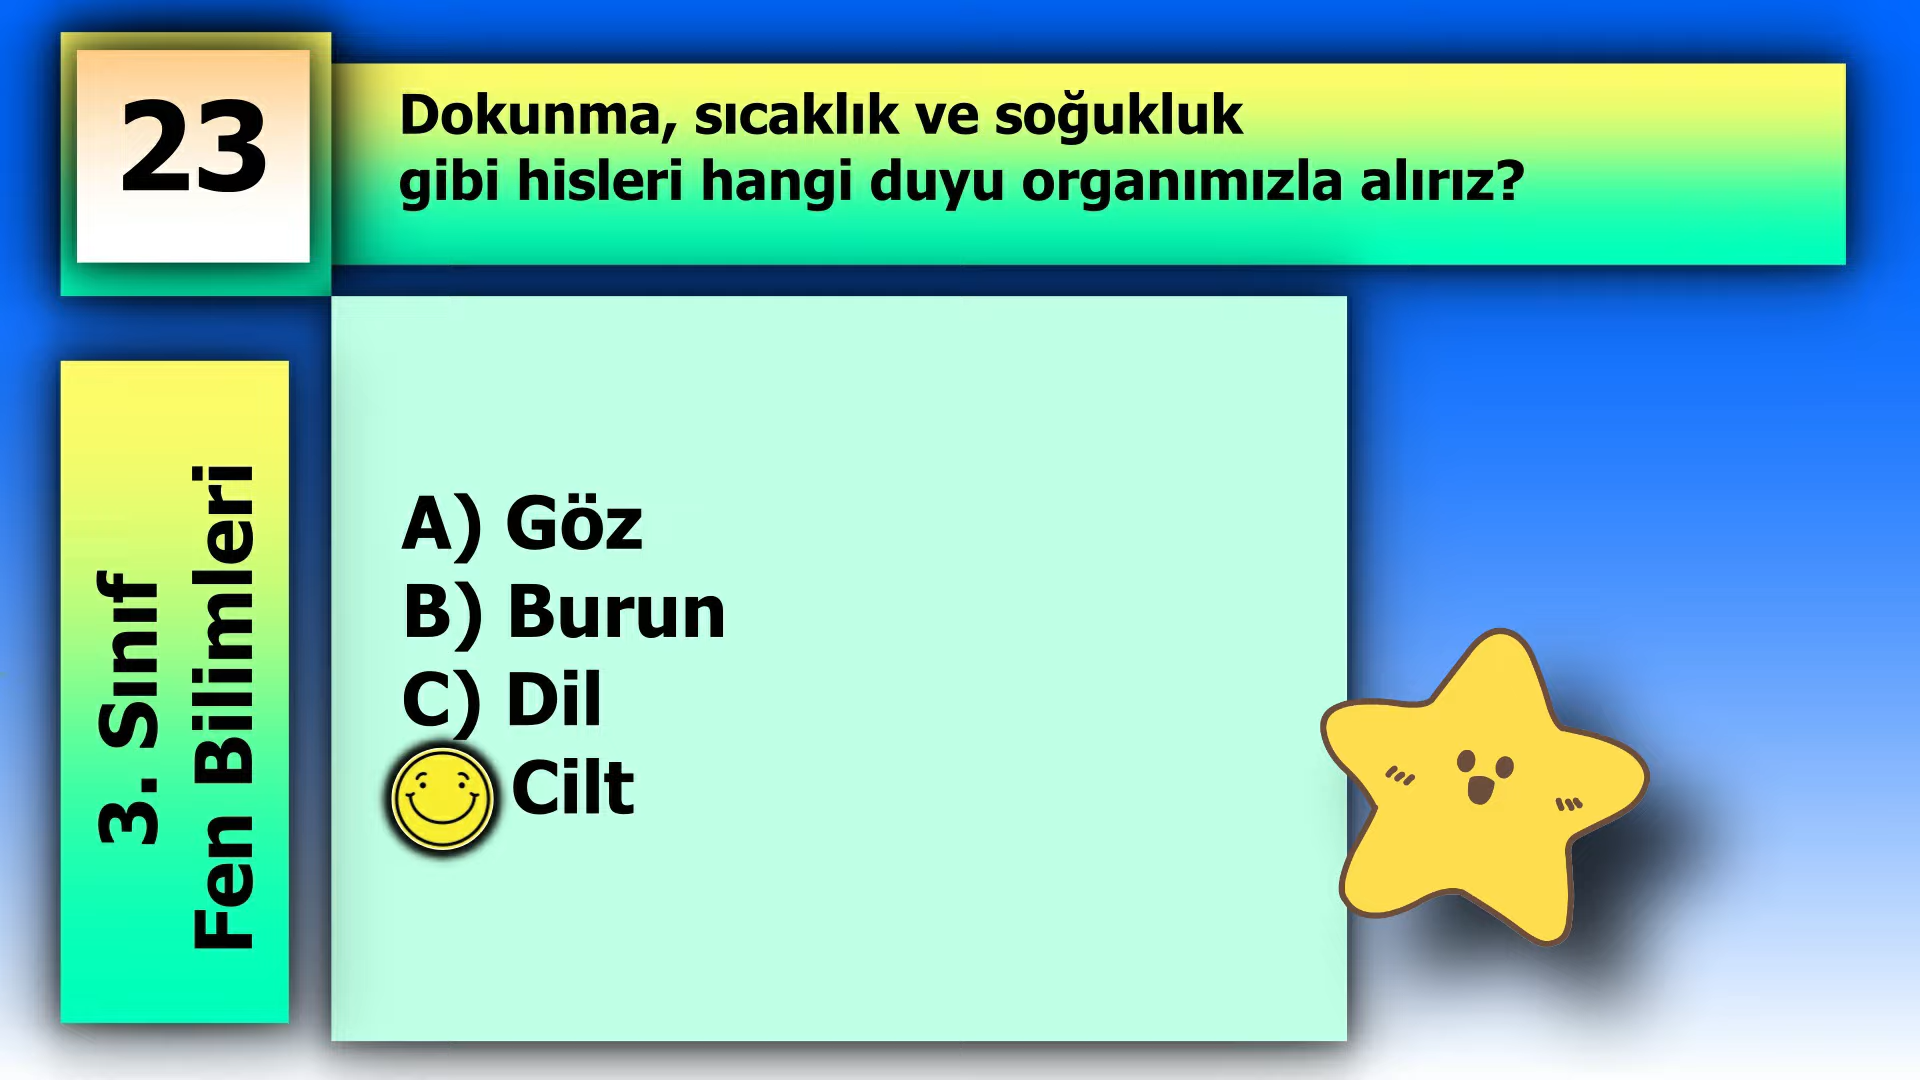 23
Dokunma, sıcaklık ve soğukluk
gibi hisleri hangi duyu organımızla alırız?
3. Sınıf
Fen Bilimleri
A) Göz
B) Burun
C) Dil
Cilt